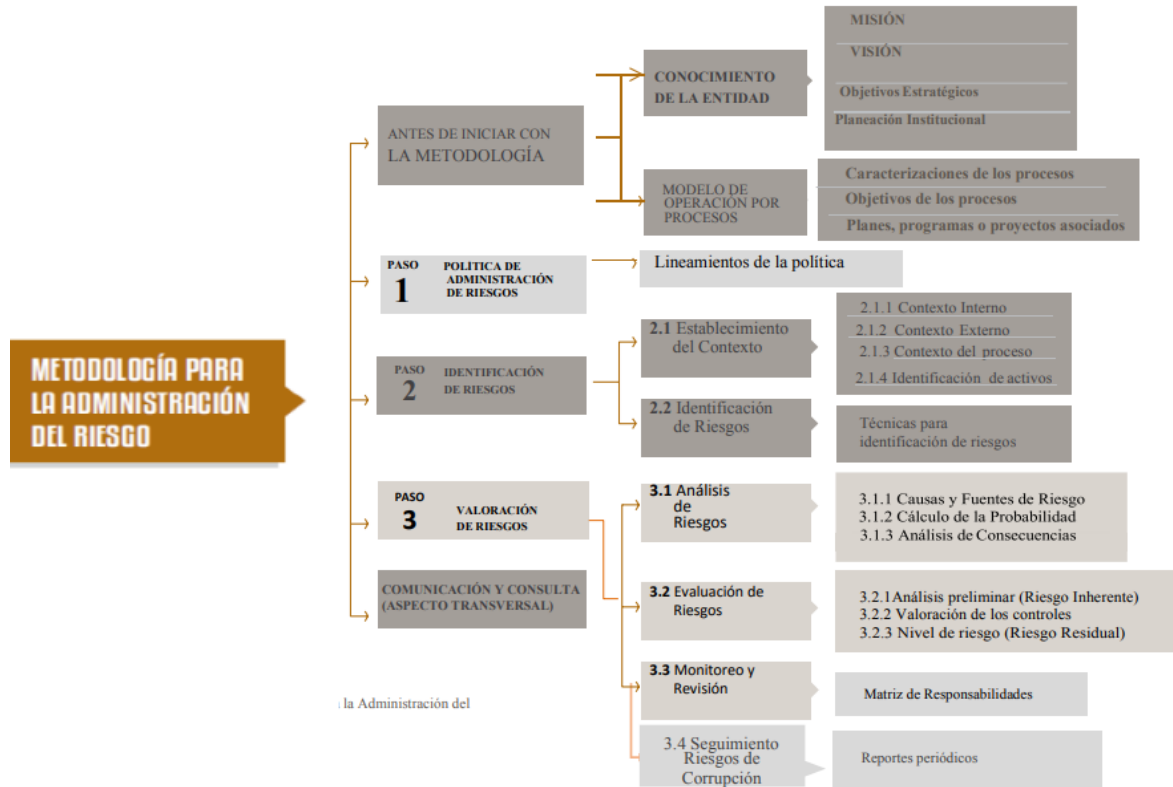 METODOLOGÍA PARA
LA ADMINISTRACIÓN
DEL RIESGO
ANTES DE INICIAR CON
LA METODOLOGÍA
CONOCIMIENTO
DE LA ENTIDAD
MISIÓN
VISIÓN
Objetivos Estratégicos
Planeación Institucional
MODELO DE
OPERACIÓN POR
PROCESOS
Caracterizaciones de los procesos
Objetivos de los procesos
Planes, programas o proyectos asociados
PASO
1
POLÍTICA DE
ADMINISTRACIÓN
DE RIESGOS
Lineamientos de la política
PASO
2
IDENTIFICACIÓN
DE RIESGOS
2.1 Establecimiento
del Contexto
2.1.1 Contexto Interno
2.1.2 Contexto Externo
2.1.3 Contexto del proceso
2.1.4 Identificación de activos
2.2 Identificación
de Riesgos
Técnicas para
identificación de riesgos
PASO
3
VALORACIÓN
DE RIESGOS
3.1 Análisis
de
Riesgos
3.1.1 Causas y Fuentes de Riesgo
3.1.2 Cálculo de la Probabilidad
3.1.3 Análisis de Consecuencias
3.2 Evaluación de
Riesgos
3.2.1Análisis preliminar (Riesgo Inherente)
3.2.2 Valoración de los controles
3.2.3 Nivel de riesgo (Riesgo Residual)
3.3 Monitoreo y
Revisión
Matriz de Responsabilidades
3.4 Seguimiento
Riesgos de
Corrupción
Reportes periódicos
COMUNICACIÓN Y CONSULTA
(ASPECTO TRANSVERSAL)
la Administración del